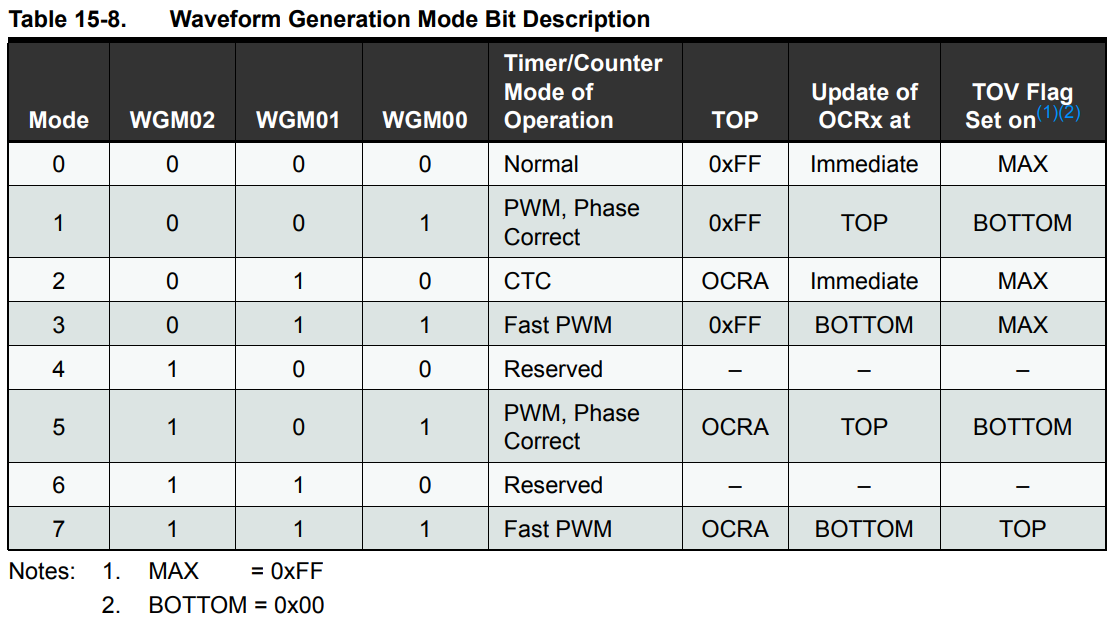 Table 15-8. Waveform Generation Mode Bit Description
Mode WGM02 WGM01 WGM00 Timer/Counter Mode of Operation TOP Update of OCRx at TOV Flag Set on(1)(2)
0 0 0 0 Normal 0xFF Immediate MAX
1 0 0 1 PWM, Phase Correct 0xFF TOP BOTTOM
2 0 1 0 CTC OCRA Immediate MAX
3 0 1 1 Fast PWM 0xFF BOTTOM MAX
4 1 0 0 Reserved – – –
5 1 0 1 PWM, Phase Correct OCRA TOP BOTTOM
6 1 1 0 Reserved – – –
7 1 1 1 Fast PWM OCRA BOTTOM TOP
Notes: 1. MAX = 0xFF
2. BOTTOM = 0x00